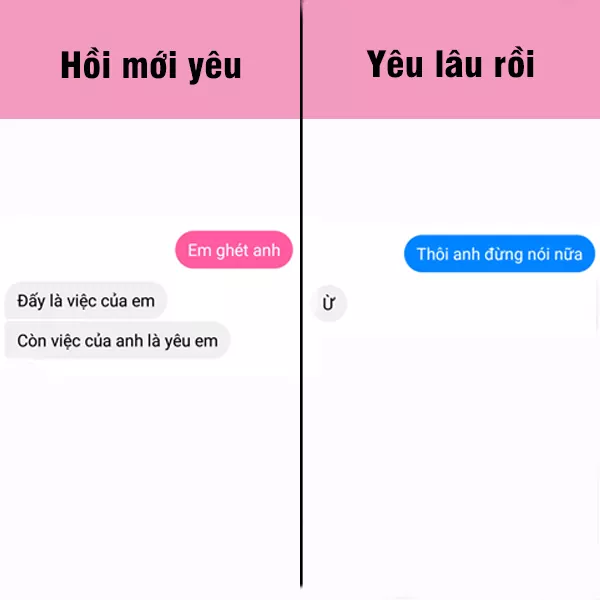 Hồi mới yêu
Em ghét anh
Đấy là việc của em
Còn việc của anh là yêu em
Yêu lâu rồi
Thôi anh đừng nói nữa
Ừ